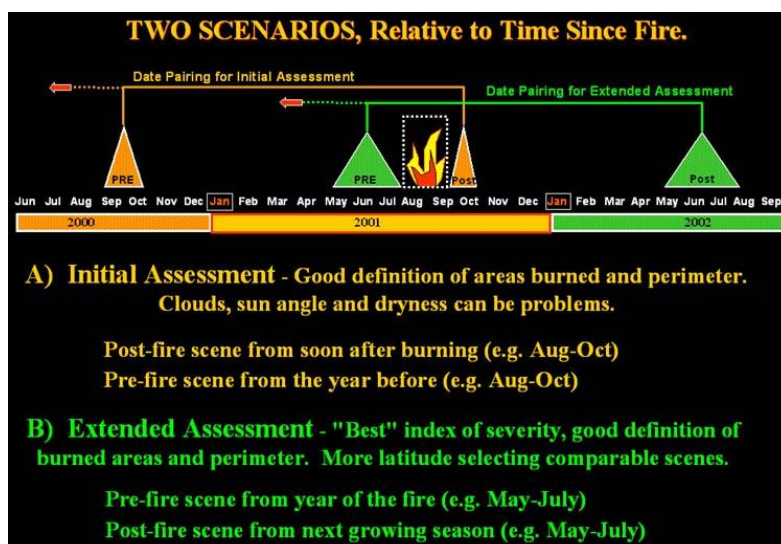 TWO SCENARIOS, Relative to Time Since Fire.
Date Pairing for Initial Assessment
Date Pairing for Extended Assessment
PRE PRE Post Post
Jun Jul Aug Sep Oct Nov Dec Jan Feb Mar Apr May Jun Jul Aug Sep Oct Nov Dec Jan Feb Mar Apr May Jun Jul Aug Sep
2000 2001 2002
A) Initial Assessment - Good definition of areas burned and perimeter.
Clouds, sun angle and dryness can be problems.
Post-fire scene from soon after burning (e.g. Aug-Oct)
Pre-fire scene from the year before (e.g. Aug-Oct)
B) Extended Assessment - "Best" index of severity, good definition of
burned areas and perimeter. More latitude selecting comparable scenes.
Pre-fire scene from year of the fire (e.g. May-July)
Post-fire scene from next growing season (e.g. May-July)